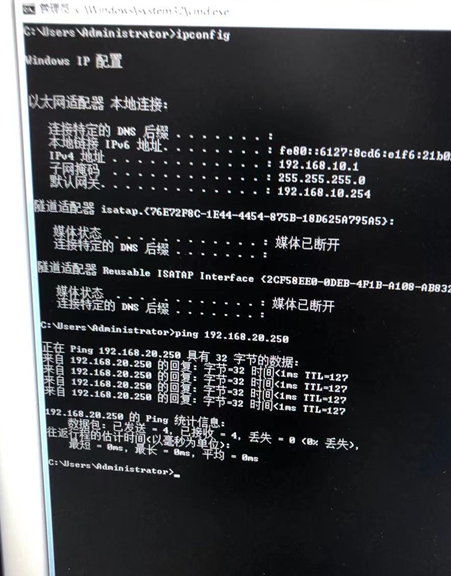 管理员: C:\Windows\system32\cmd.exe
C:\Users\Administrator>ipconfig
Windows IP 配置
以太网适配器 本地连接:
连接特定的 DNS 后缀 . . . . . . . :
本地链接 IPv6 地址. . . . . . . . : fe80::6127:8cd6:e1f6:21b0
IPv4 地址 . . . . . . . . . . . . : 192.168.10.1
子网掩码 . . . . . . . . . . . . : 255.255.255.0
默认网关. . . . . . . . . . . . . : 192.168.10.254
隧道适配器 isatap.{76E72F8C-1E44-4454-875B-18D625A795A5}:
媒体状态 . . . . . . . . . . . . : 媒体已断开
连接特定的 DNS 后缀 . . . . . . . :
隧道适配器 Reusable ISATAP Interface {2CF58EE0-0DEB-4F1B-A108-AB832
媒体状态 . . . . . . . . . . . . : 媒体已断开
连接特定的 DNS 后缀 . . . . . . . :
C:\Users\Administrator>ping 192.168.20.250
正在 Ping 192.168.20.250 具有 32 字节的数据:
来自 192.168.20.250 的回复: 字节=32 时间<1ms TTL=127
来自 192.168.20.250 的回复: 字节=32 时间<1ms TTL=127
来自 192.168.20.250 的回复: 字节=32 时间<1ms TTL=127
来自 192.168.20.250 的回复: 字节=32 时间<1ms TTL=127
192.168.20.250 的 Ping 统计信息:
数据包: 已发送 = 4, 已接收 = 4, 丢失 = 0 (0% 丢失),
往返行程的估计时间(以毫秒为单位):
最短 = 0ms, 最长 = 0ms, 平均 = 0ms
C:\Users\Administrator>_